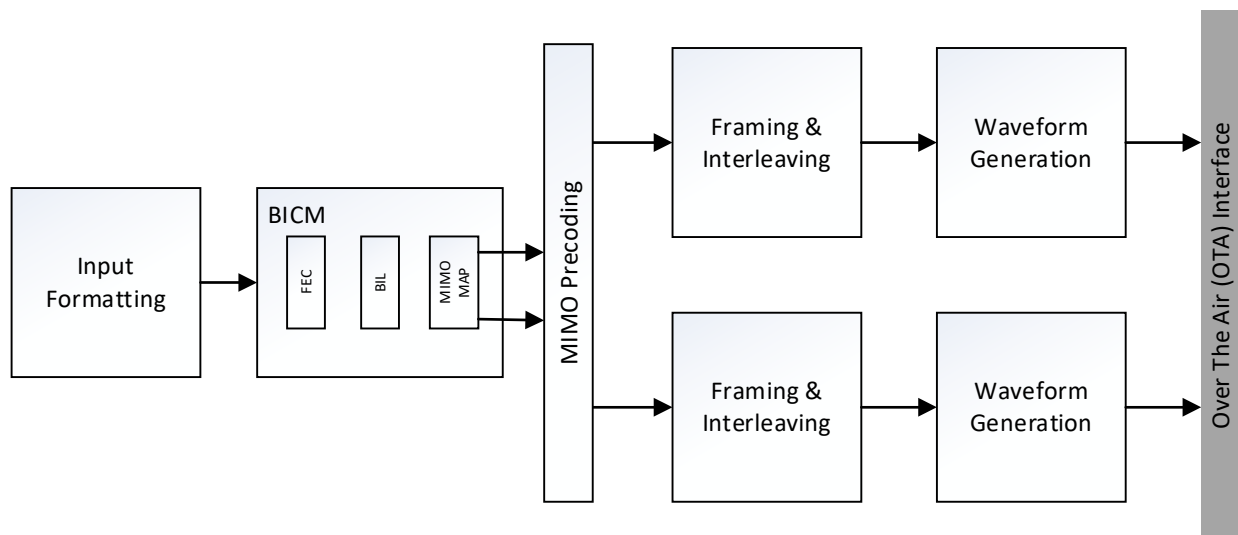 Input
Formatting
BICM
FEC
BIL
MIMO
MAP
MIMO Precoding
Framing &
Interleaving
Waveform
Generation
Framing &
Interleaving
Waveform
Generation
Over The Air (OTA) Interface